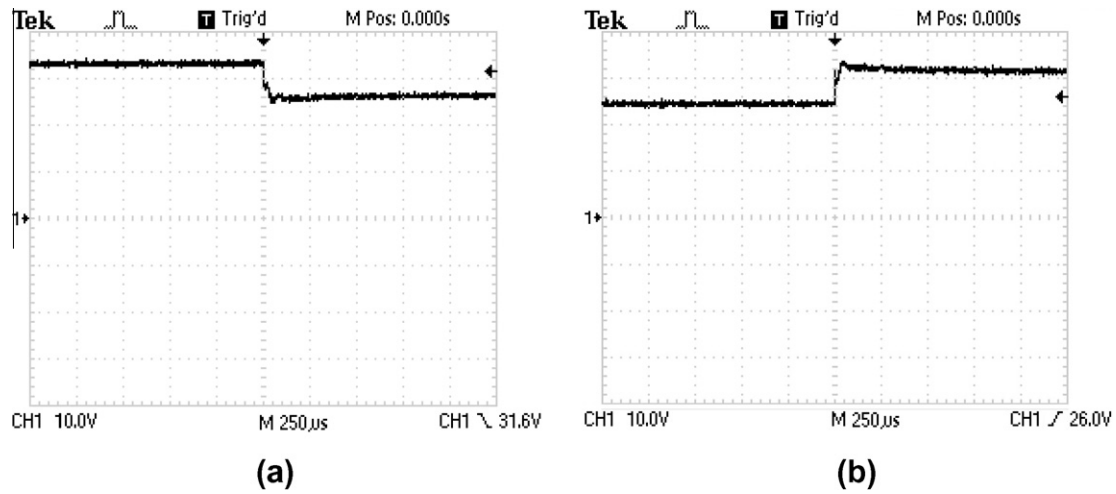 Tek T Trig'd M Pos: 0.000s
1
CH1 10.0V M 250µs CH1 31.6V
(a)
Tek T Trig'd M Pos: 0.000s
1
CH1 10.0V M 250µs CH1 26.0V
(b)